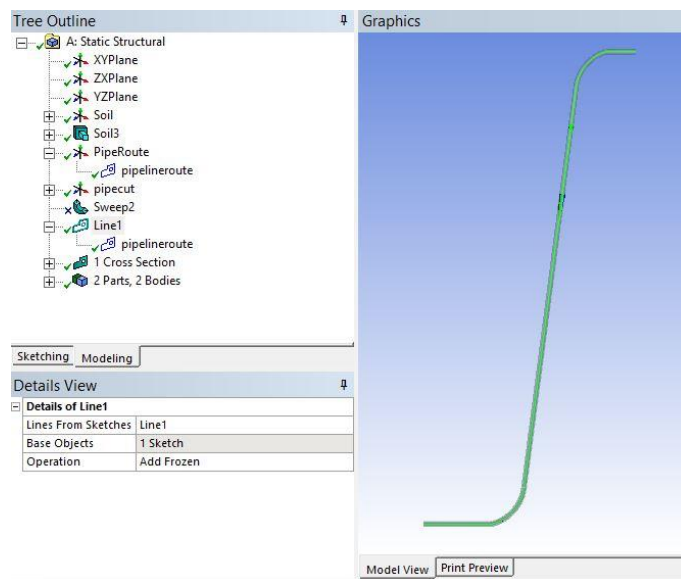 Tree Outline
A: Static Structural
XYPlane
ZXPlane
YZPlane
Soil
Soil3
PipeRoute
pipelineroute
pipecut
Sweep2
Line1
pipelineroute
1 Cross Section
2 Parts, 2 Bodies
Sketching Modeling
Details View
Details of Line1
Lines From Sketches Line1
Base Objects 1 Sketch
Operation Add Frozen
Graphics
Model View Print Preview